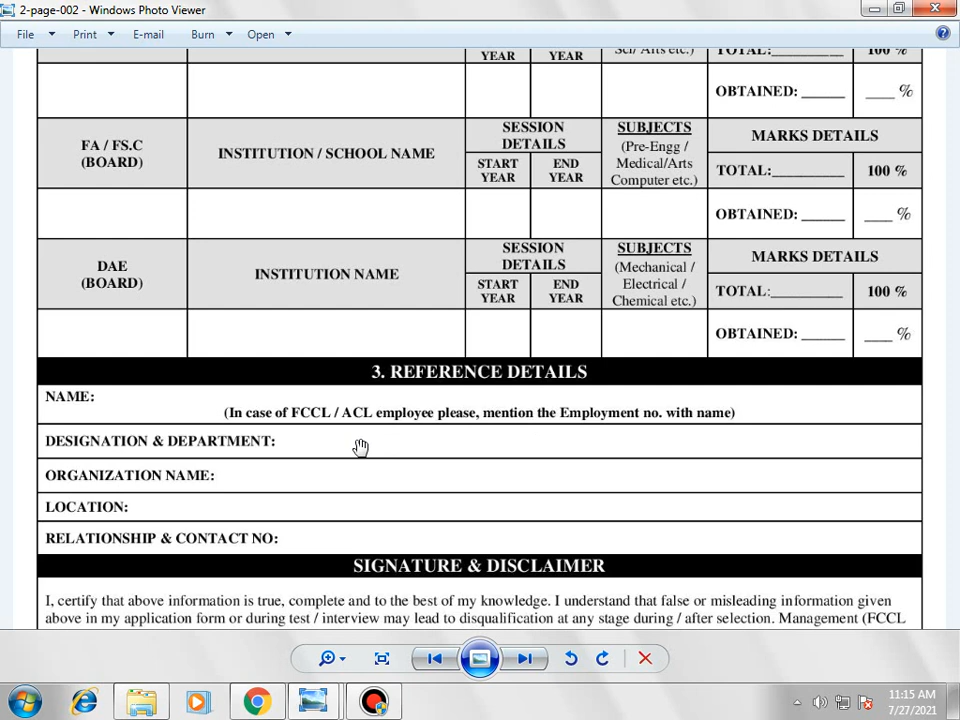 2-page-002 - Windows Photo Viewer
File Print E-mail Burn Open
YEAR YEAR Sci/ Arts etc.) TOTAL:__________ 100 %
OBTAINED: ______ ____ %
FA / FS.C
(BOARD)
INSTITUTION / SCHOOL NAME
SESSION
DETAILS
START
YEAR
END
YEAR
SUBJECTS
(Pre-Engg /
Medical/Arts
Computer etc.)
MARKS DETAILS
TOTAL:__________ 100 %
OBTAINED: ______ ____ %
DAE
(BOARD)
INSTITUTION NAME
SESSION
DETAILS
START
YEAR
END
YEAR
SUBJECTS
(Mechanical /
Electrical /
Chemical etc.)
MARKS DETAILS
TOTAL:__________ 100 %
OBTAINED: ______ ____ %
3. REFERENCE DETAILS
NAME:
(In case of FCCL / ACL employee please, mention the Employment no. with name)
DESIGNATION & DEPARTMENT:
ORGANIZATION NAME:
LOCATION:
RELATIONSHIP & CONTACT NO:
SIGNATURE & DISCLAIMER
I, certify that above information is true, complete and to the best of my knowledge. I understand that false or misleading information given
above in my application form or during test / interview may lead to disqualification at any stage during / after selection. Management (FCCL
11:15 AM
7/27/2021